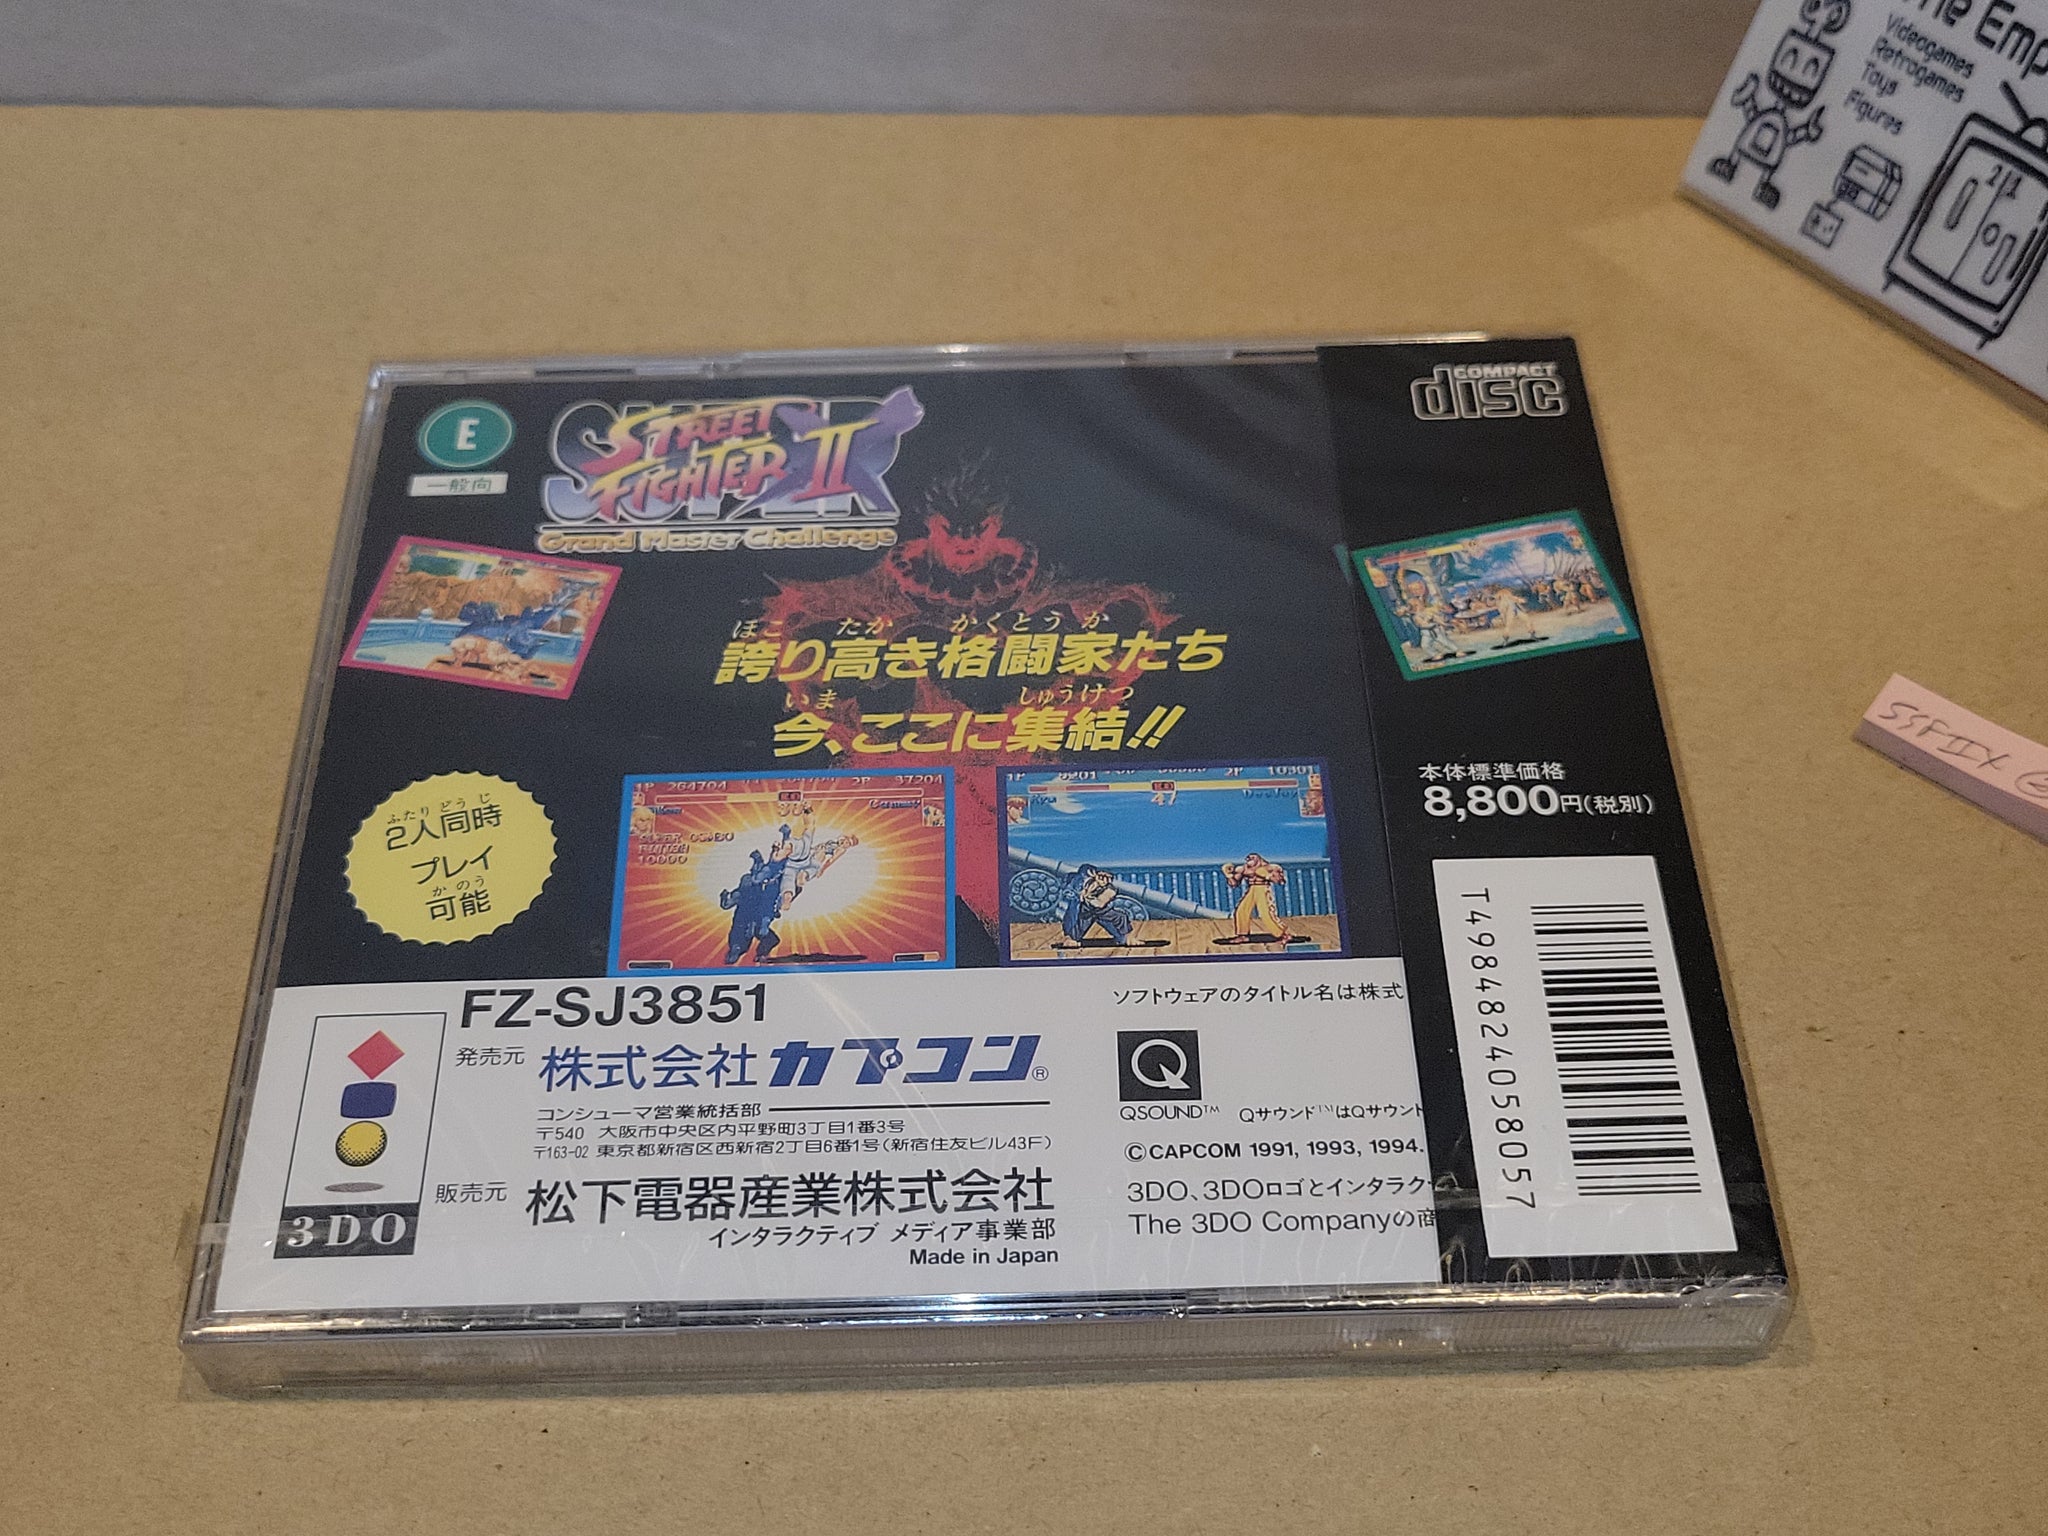 The Emp
Videogames
Retrogames
Toys
Figures
COMPACT
disc
E
一般向
SUPER
STREET
FIGHTER II X
Grand Master Challenge
ほこ たか かくとうか
誇り高き格闘家たち
いま しゅうけつ
今、ここに集結!!
ふたりどうじ
2人同時
プレイ
かのう
可能
1P 264704 2P 37204
SUPER COMBO
FINISH
10000
47
本体標準価格
8,800円(税別)
T4984824058057
FZ-SJ3851
発売元 株式会社カプコン®
コンシューマ営業統括部
〒540 大阪市中央区内平野町3丁目1番3号
〒163-02 東京都新宿区西新宿2丁目6番1号(新宿住友ビル43F)
販売元 松下電器産業株式会社
インタラクティブ メディア事業部
Made in Japan
3DO
ソフトウェアのタイトル名は株式
Q
QSOUND™ Qサウンド™はQサウンド
©CAPCOM 1991, 1993, 1994.
3DO、3DOロゴとインタラク
The 3DO Companyの商